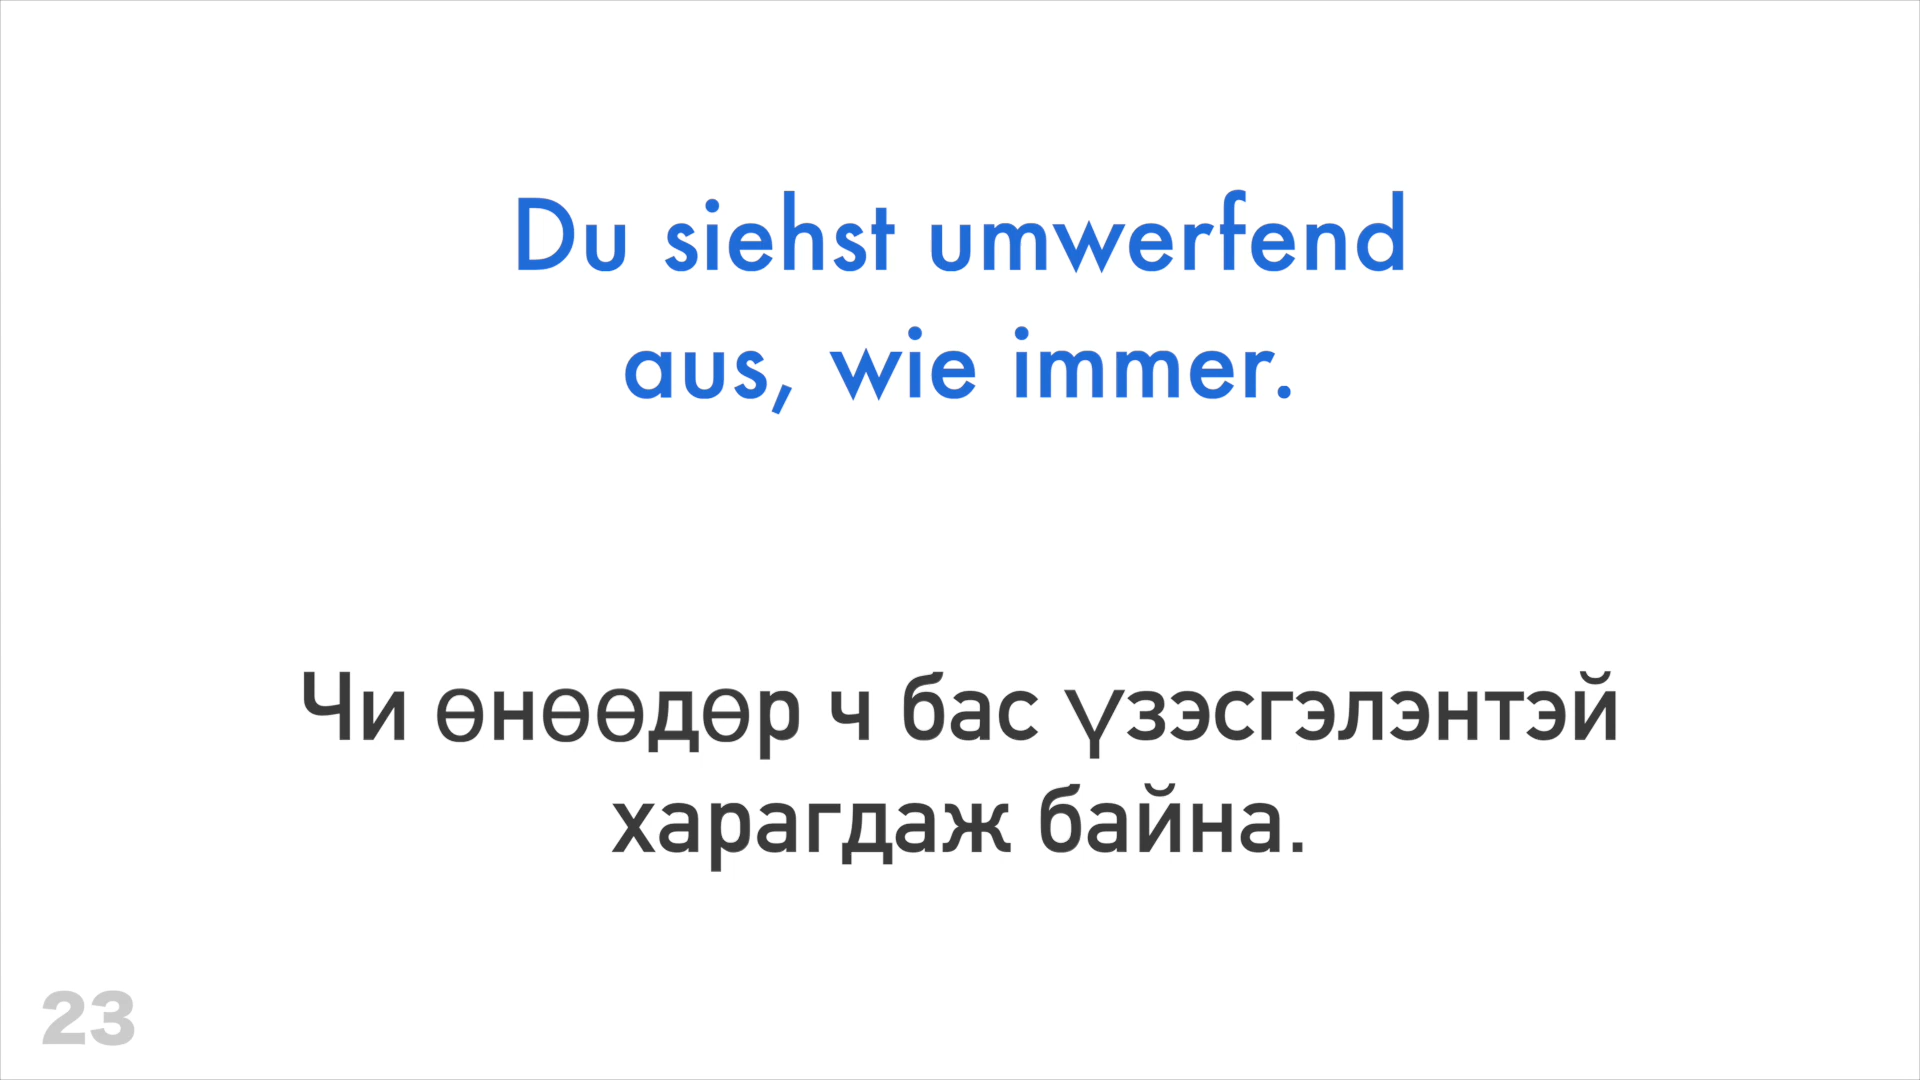 Du siehst umwerfend
aus, wie immer.
Чи өнөөдөр ч бас үзэсгэлэнтэй
харагдаж байна.
23